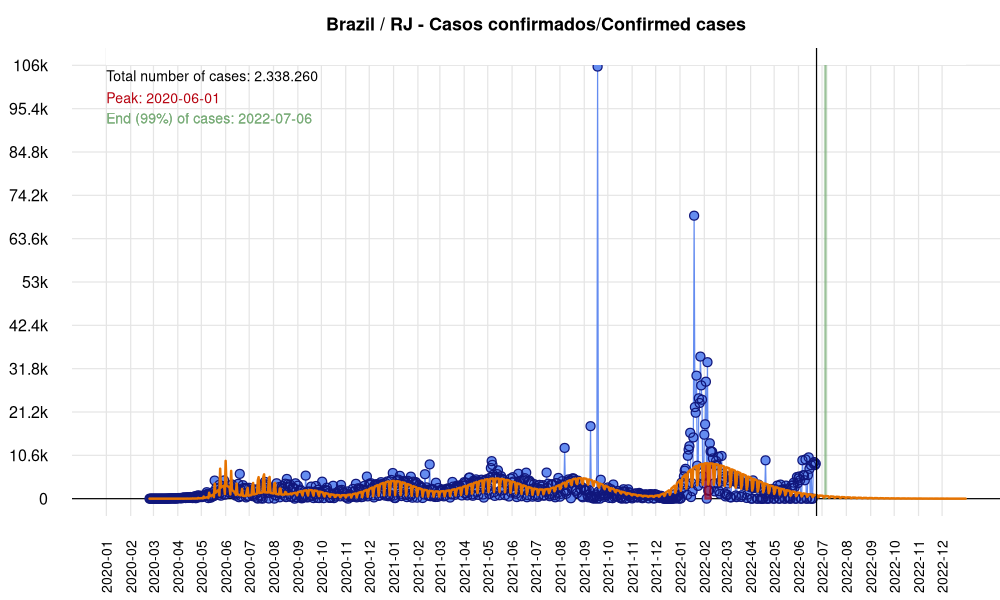 Brazil / RJ - Casos confirmados/Confirmed cases
Total number of cases: 2.338.260
Peak: 2020-06-01
End (99%) of cases: 2022-07-06
106k
95.4k
84.8k
74.2k
63.6k
53k
42.4k
31.8k
21.2k
10.6k
0
2020-01
2020-02
2020-03
2020-04
2020-05
2020-06
2020-07
2020-08
2020-09
2020-10
2020-11
2020-12
2021-01
2021-02
2021-03
2021-04
2021-05
2021-06
2021-07
2021-08
2021-09
2021-10
2021-11
2021-12
2022-01
2022-02
2022-03
2022-04
2022-05
2022-06
2022-07
2022-08
2022-09
2022-10
2022-11
2022-12